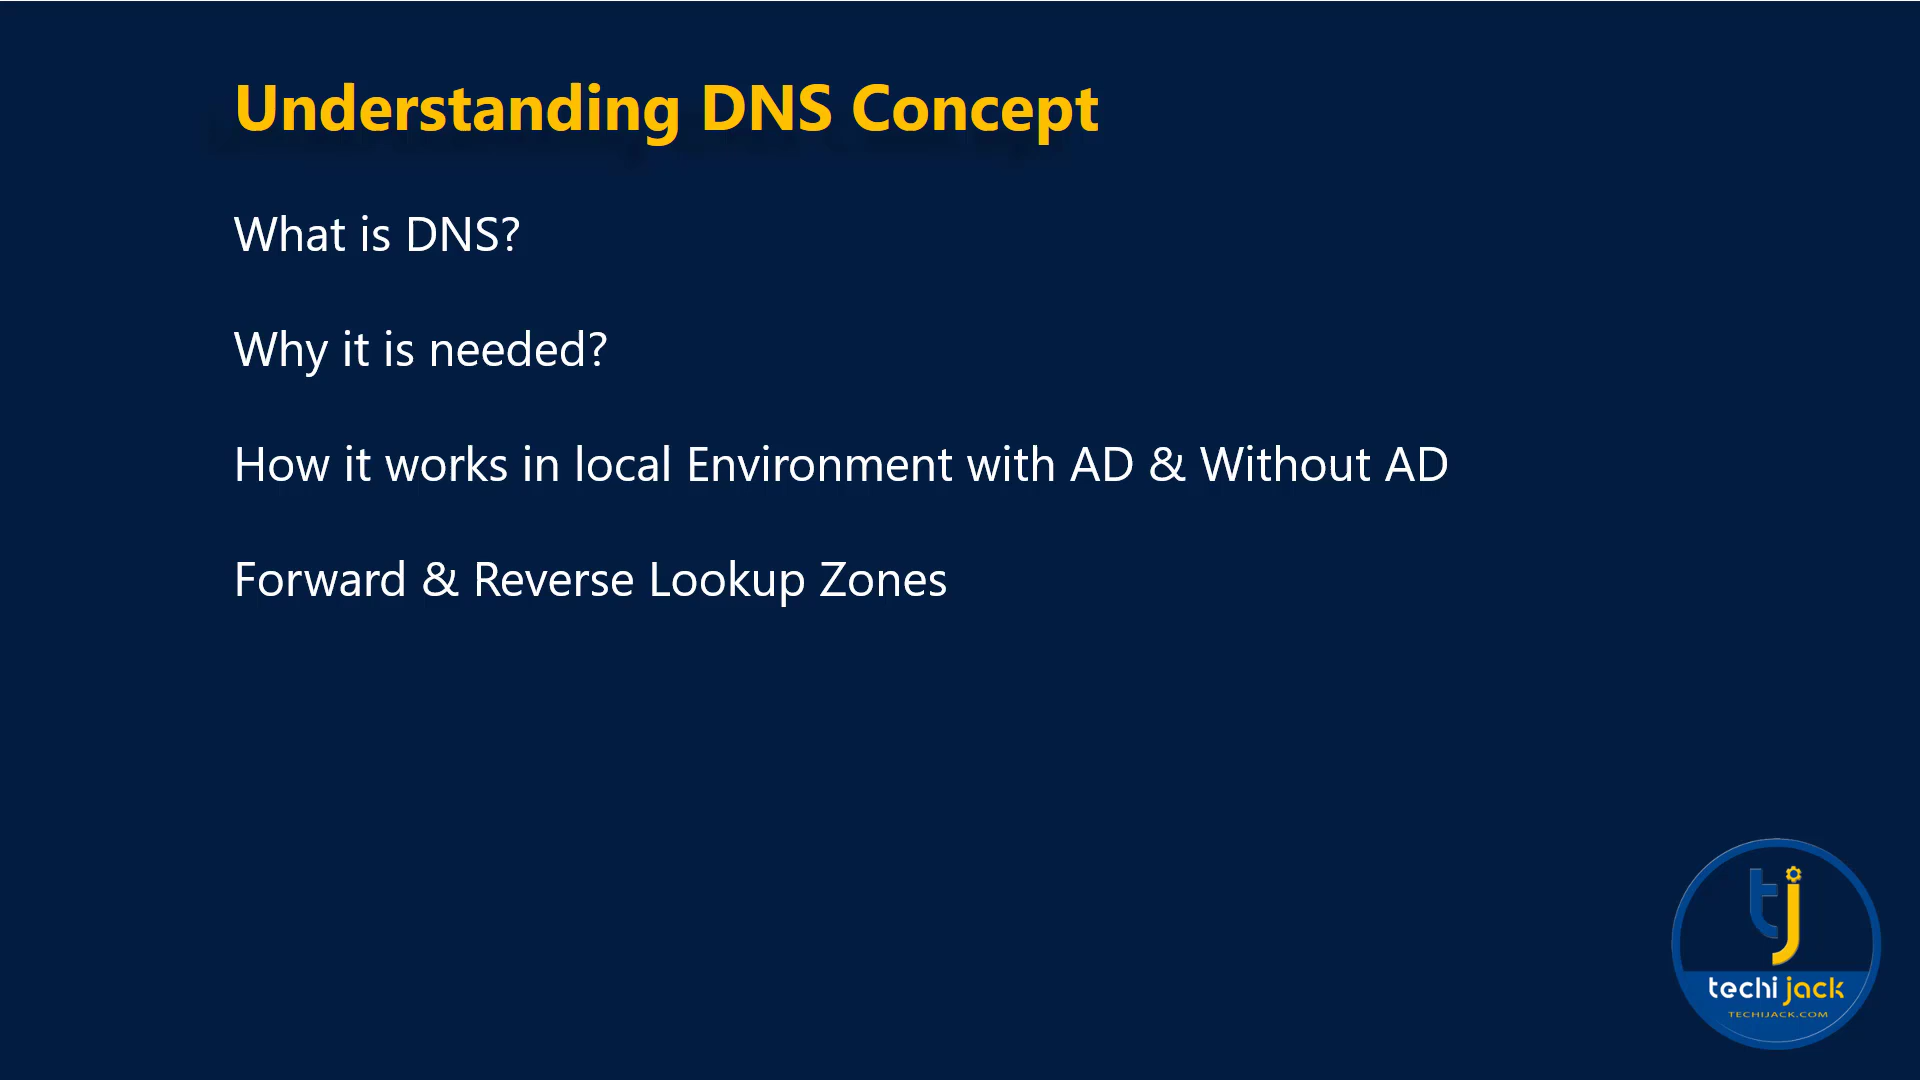 Understanding DNS Concept
What is DNS?
Why it is needed?
How it works in local Environment with AD & Without AD
Forward & Reverse Lookup Zones
tj
techi jack
TECHIJACK.COM